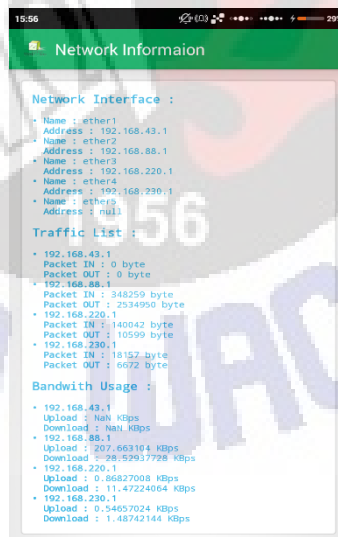 15:56
29%
Network Informaion
Network Interface :
• Name : ether1
Address : 192.168.43.1
• Name : ether2
Address : 192.168.88.1
• Name : ether3
Address : 192.168.220.1
• Name : ether4
Address : 192.168.230.1
• Name : ether5
Address : null
Traffic List :
• 192.168.43.1
Packet IN : 0 byte
Packet OUT : 0 byte
• 192.168.88.1
Packet IN : 348259 byte
Packet OUT : 2534950 byte
• 192.168.220.1
Packet IN : 140042 byte
Packet OUT : 10599 byte
• 192.168.230.1
Packet IN : 18157 byte
Packet OUT : 6672 byte
Bandwith Usage :
• 192.168.43.1
Upload : NaN KBps
Download : NaN KBps
• 192.168.88.1
Upload : 207.663104 KBps
Download : 28.52937728 KBps
• 192.168.220.1
Upload : 0.86827008 KBps
Download : 11.47224064 KBps
• 192.168.230.1
Upload : 0.54657024 KBps
Download : 1.48742144 KBps
1956